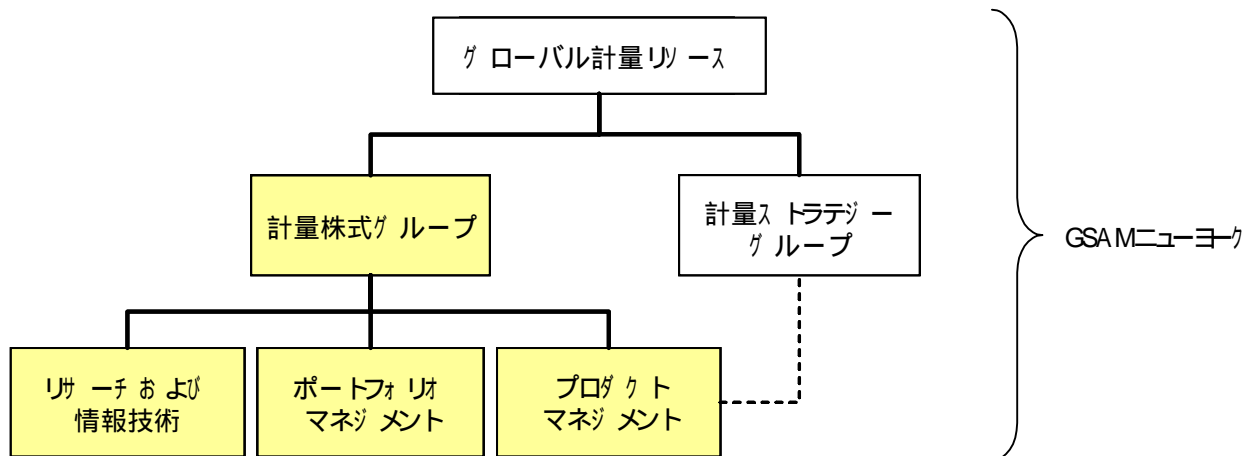 グローバル計量リソース
計量株式グループ
計量ストラテジー
グループ
GSAMニューヨーク
リサーチおよび
情報技術
ポートフォリオ
マネジメント
プロダクト
マネジメント